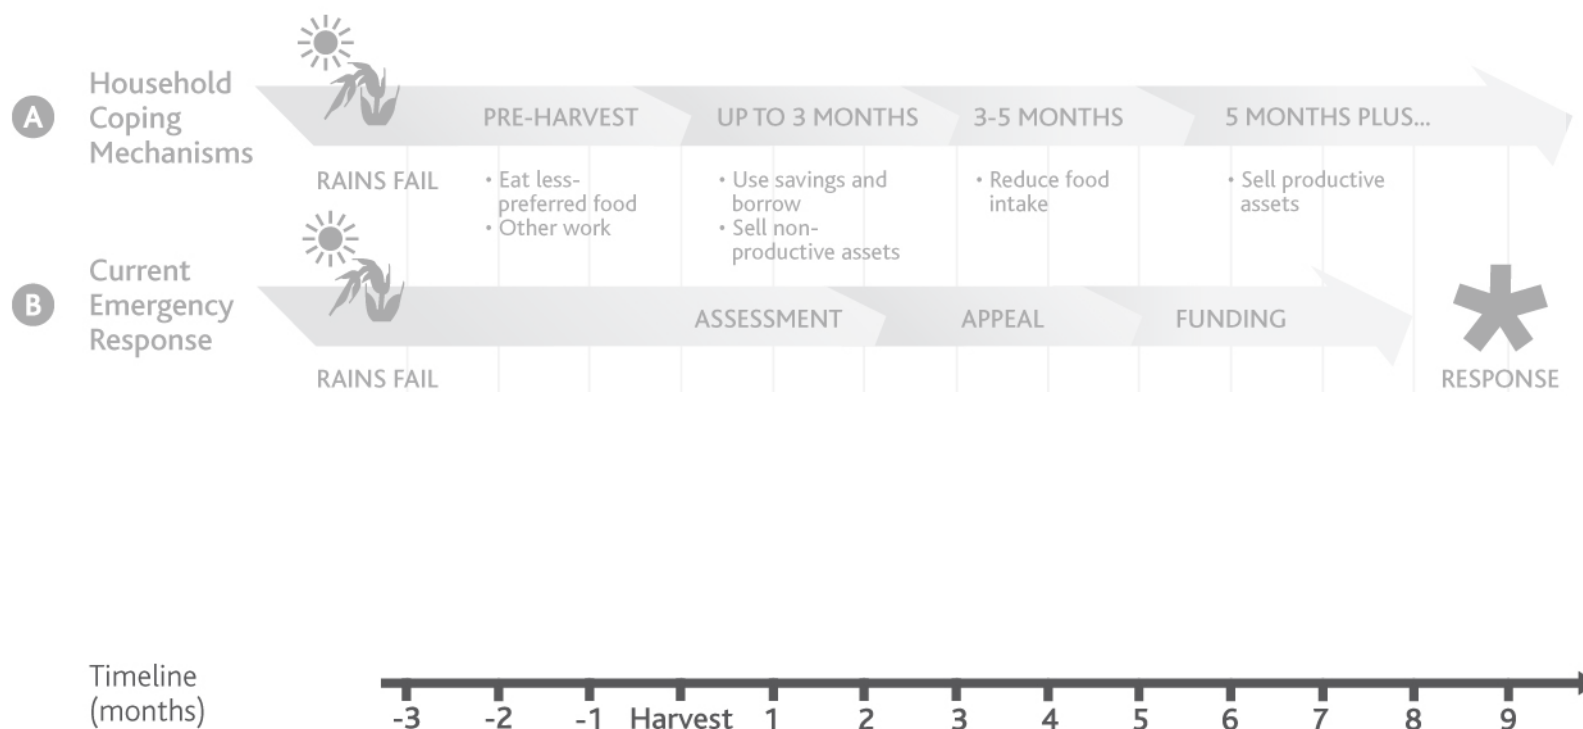 A
Household
Coping
Mechanisms
PRE-HARVEST
UP TO 3 MONTHS
3-5 MONTHS
5 MONTHS PLUS...
RAINS FAIL
• Eat less-
preferred food
• Other work
• Use savings and
borrow
• Sell non-
productive assets
• Reduce food
intake
• Sell productive
assets
B
Current
Emergency
Response
ASSESSMENT
APPEAL
FUNDING
RAINS FAIL
RESPONSE
Timeline
(months)
-3 -2 -1 Harvest 1 2 3 4 5 6 7 8 9